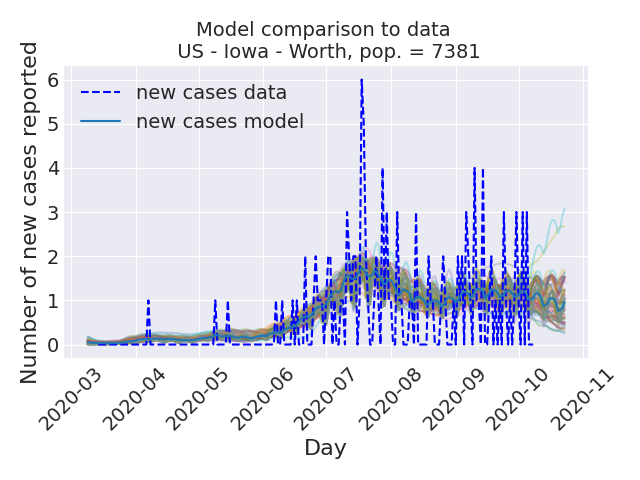 Model comparison to data
US - Iowa - Worth, pop. = 7381
Number of new cases reported
6
5
4
3
2
1
0
new cases data
new cases model
2020-03
2020-04
2020-05
2020-06
2020-07
2020-08
2020-09
2020-10
2020-11
Day